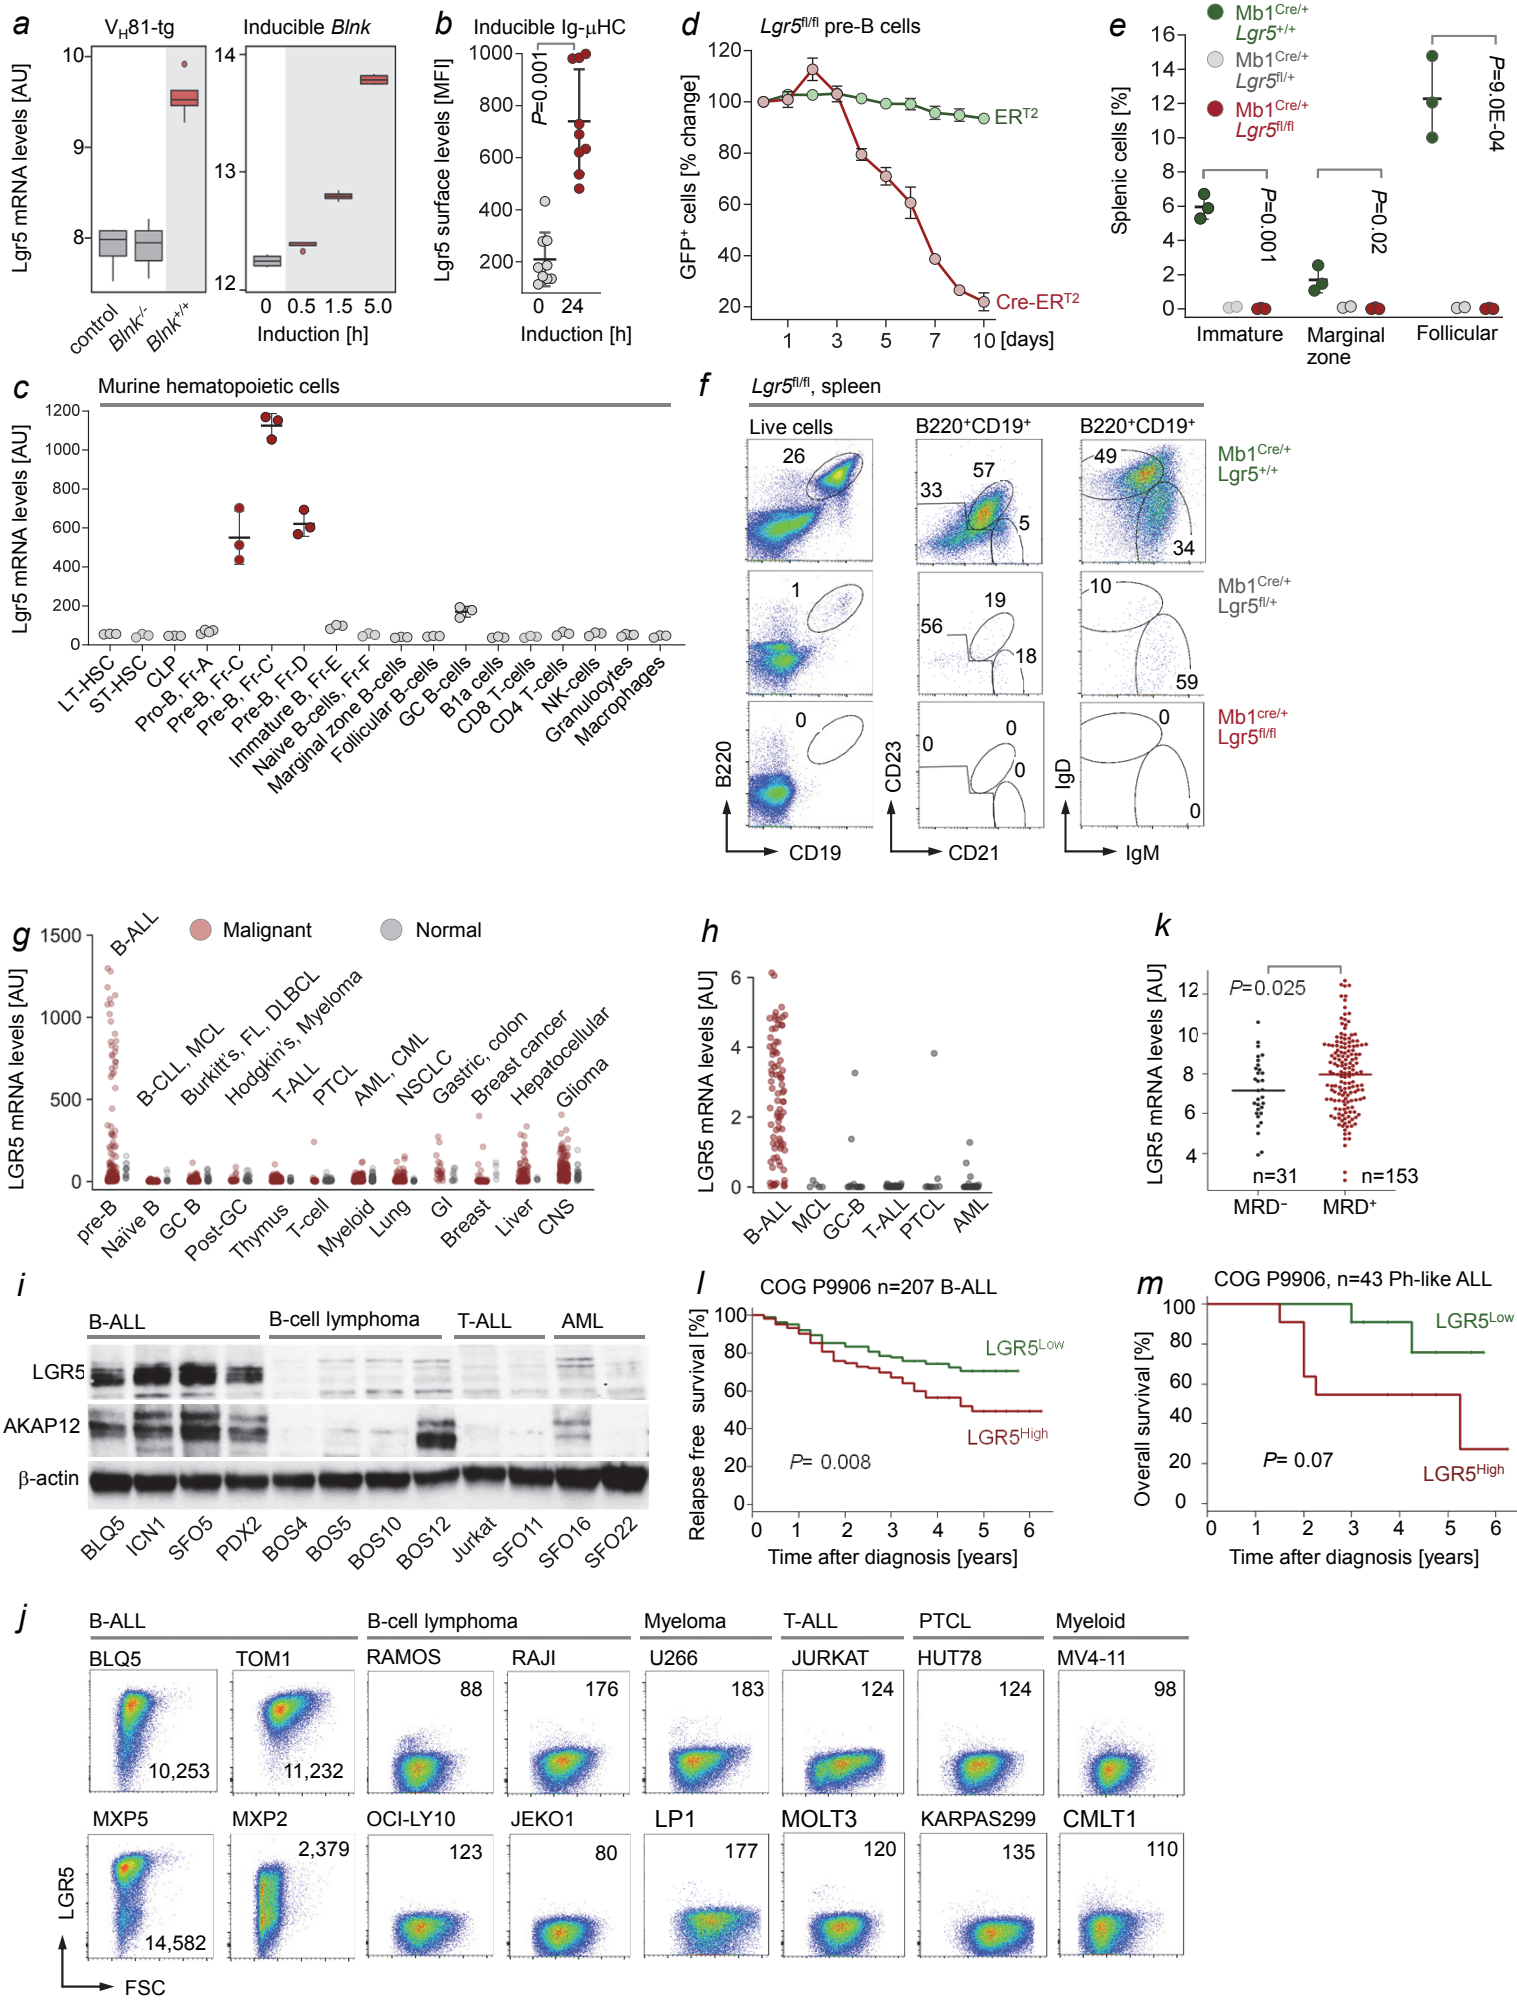 a
V_H81-tg
Inducible Blnk
Lgr5 mRNA levels [AU]
10
9
8
14
13
12
control
Blnk-/-
Blnk+/+
0 0.5 1.5 5.0
Induction [h]
b
Inducible Ig-μHC
Lgr5 surface levels [MFI]
P=0.001
1000
800
600
400
200
0 24
Induction [h]
d
Lgr5fl/fl pre-B cells
GFP+ cells [% change]
120
100
80
60
40
20
ERT2
Cre-ERT2
1 3 5 7 10 [days]
e
Mb1Cre/+
Lgr5+/+
Mb1Cre/+
Lgr5fl/+
Mb1Cre/+
Lgr5fl/fl
Splenic cells [%]
16
14
12
10
8
6
4
2
0
P=0.001
P=0.02
P=9.0E-04
Immature
Marginal zone
Follicular
c
Murine hematopoietic cells
Lgr5 mRNA levels [AU]
1200
1000
800
600
400
200
0
LT-HSC
ST-HSC
CLP
Pro-B, Fr-A
Pre-B, Fr-C
Pre-B, Fr-C'
Pre-B, Fr-D
Immature B, Fr-E
Naive B-cells, Fr-F
Marginal zone B-cells
Follicular B-cells
GC B-cells
B1a cells
CD8 T-cells
CD4 T-cells
NK-cells
Granulocytes
Macrophages
f
Lgr5fl/fl, spleen
Live cells
B220+CD19+
B220+CD19+
26
33 57 5
49 34
Mb1Cre/+
Lgr5+/+
1
56 19 18
10 59
Mb1Cre/+
Lgr5fl/+
0
0 0 0
0 0
Mb1cre/+
Lgr5fl/fl
B220
CD19
CD23
CD21
IgD
IgM
g
Malignant
Normal
LGR5 mRNA levels [AU]
1500
1000
500
0
B-ALL
B-CLL, MCL
Burkitt's, FL, DLBCL
Hodgkin's, Myeloma
T-ALL
PTCL
AML, CML
NSCLC
Gastric, colon
Breast cancer
Hepatocellular
Glioma
pre-B
Naïve B
GC B
Post-GC
Thymus
T-cell
Myeloid
Lung
GI
Breast
Liver
CNS
h
LGR5 mRNA levels [AU]
6
4
2
0
B-ALL
MCL
GC-B
T-ALL
PTCL
AML
k
LGR5 mRNA levels [AU]
12
10
8
6
4
P=0.025
n=31
n=153
MRD−
MRD+
i
B-ALL
B-cell lymphoma
T-ALL
AML
LGR5
AKAP12
β-actin
BLQ5
ICN1
SFO5
PDX2
BOS4
BOS5
BOS10
BOS12
Jurkat
SFO11
SFO16
SFO22
l
COG P9906 n=207 B-ALL
Relapse free survival [%]
100
80
60
40
20
0
LGR5Low
LGR5High
P= 0.008
0 1 2 3 4 5 6
Time after diagnosis [years]
m
COG P9906, n=43 Ph-like ALL
Overall survival [%]
100
80
60
40
20
0
LGR5Low
LGR5High
P= 0.07
0 1 2 3 4 5 6
Time after diagnosis [years]
j
B-ALL
B-cell lymphoma
Myeloma
T-ALL
PTCL
Myeloid
BLQ5 TOM1 RAMOS RAJI U266 JURKAT HUT78 MV4-11
10,253 11,232 88 176 183 124 124 98
MXP5 MXP2 OCI-LY10 JEKO1 LP1 MOLT3 KARPAS299 CMLT1
14,582 2,379 123 80 177 120 135 110
LGR5
FSC